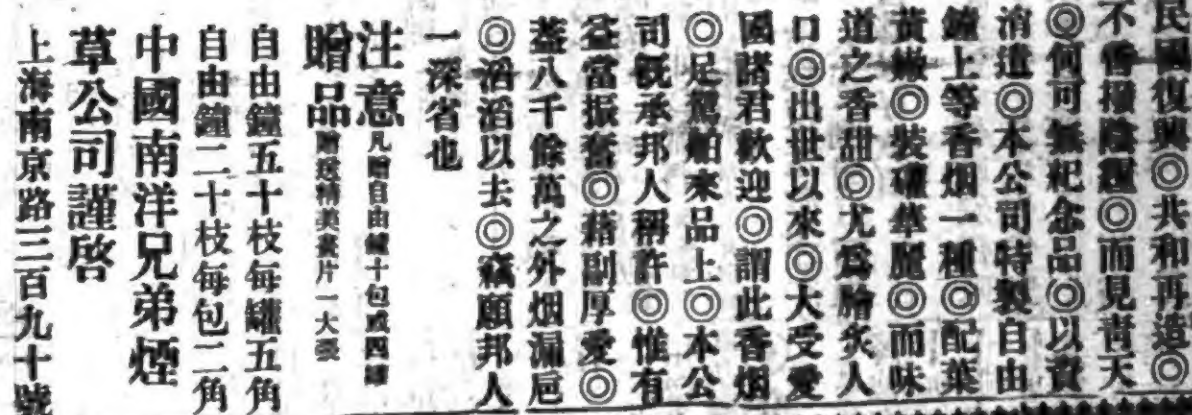 民國復興◎共和再造◎
不啻撥陰霾◎而見靑天
◎何可無紀念品◎以資
消遣◎本公司特製自由
鐘上等香烟一種◎配葉
黃嫩◎裝璜華麗◎而味
道之香甜◎尤爲膾炙人
口◎出世以來◎大受愛
國諸君歡迎◎謂此香烟
◎足駕舶來品上◎本公
司旣承邦人稱許◎惟有
益當振奮◎藉副厚愛◎
蓋八千餘萬之外烟漏巵
◎滔滔以去◎竊願邦人
一深省也
注意凡購自由鐘十包或四罐
贈品贈送精美畫片一大張
自由鐘五十枝每罐五角
自由鐘二十枝每包二角
中國南洋兄弟煙
草公司謹啓
上海南京路三百九十號